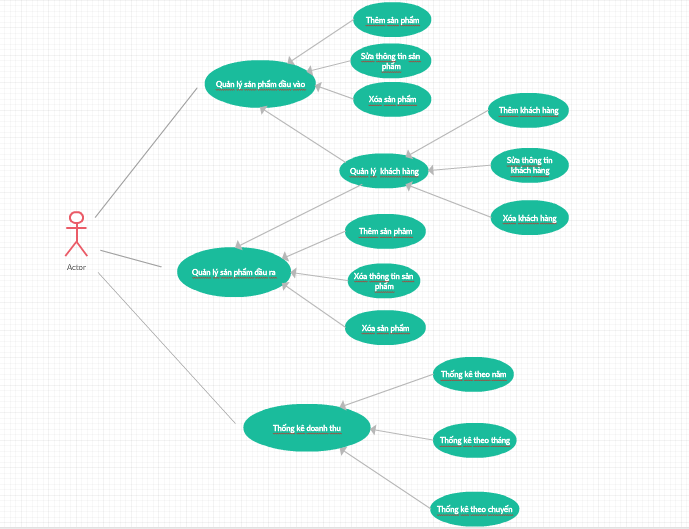 Thêm sản phẩm
Sửa thông tin sản
phẩm
Quản lý sản phẩm đầu vào
Xóa sản phẩm
Thêm khách hàng
Quản lý khách hàng
Sửa thông tin
khách hàng
Xóa khách hàng
Actor
Thêm sản phâm
Quản lý sản phẩm đầu ra
Xóa thông tin sản
phẩm
Xóa sản phẩm
Thống kê theo năm
Thống kê doanh thu
Thống kê theo tháng
Thống kê theo chuyến